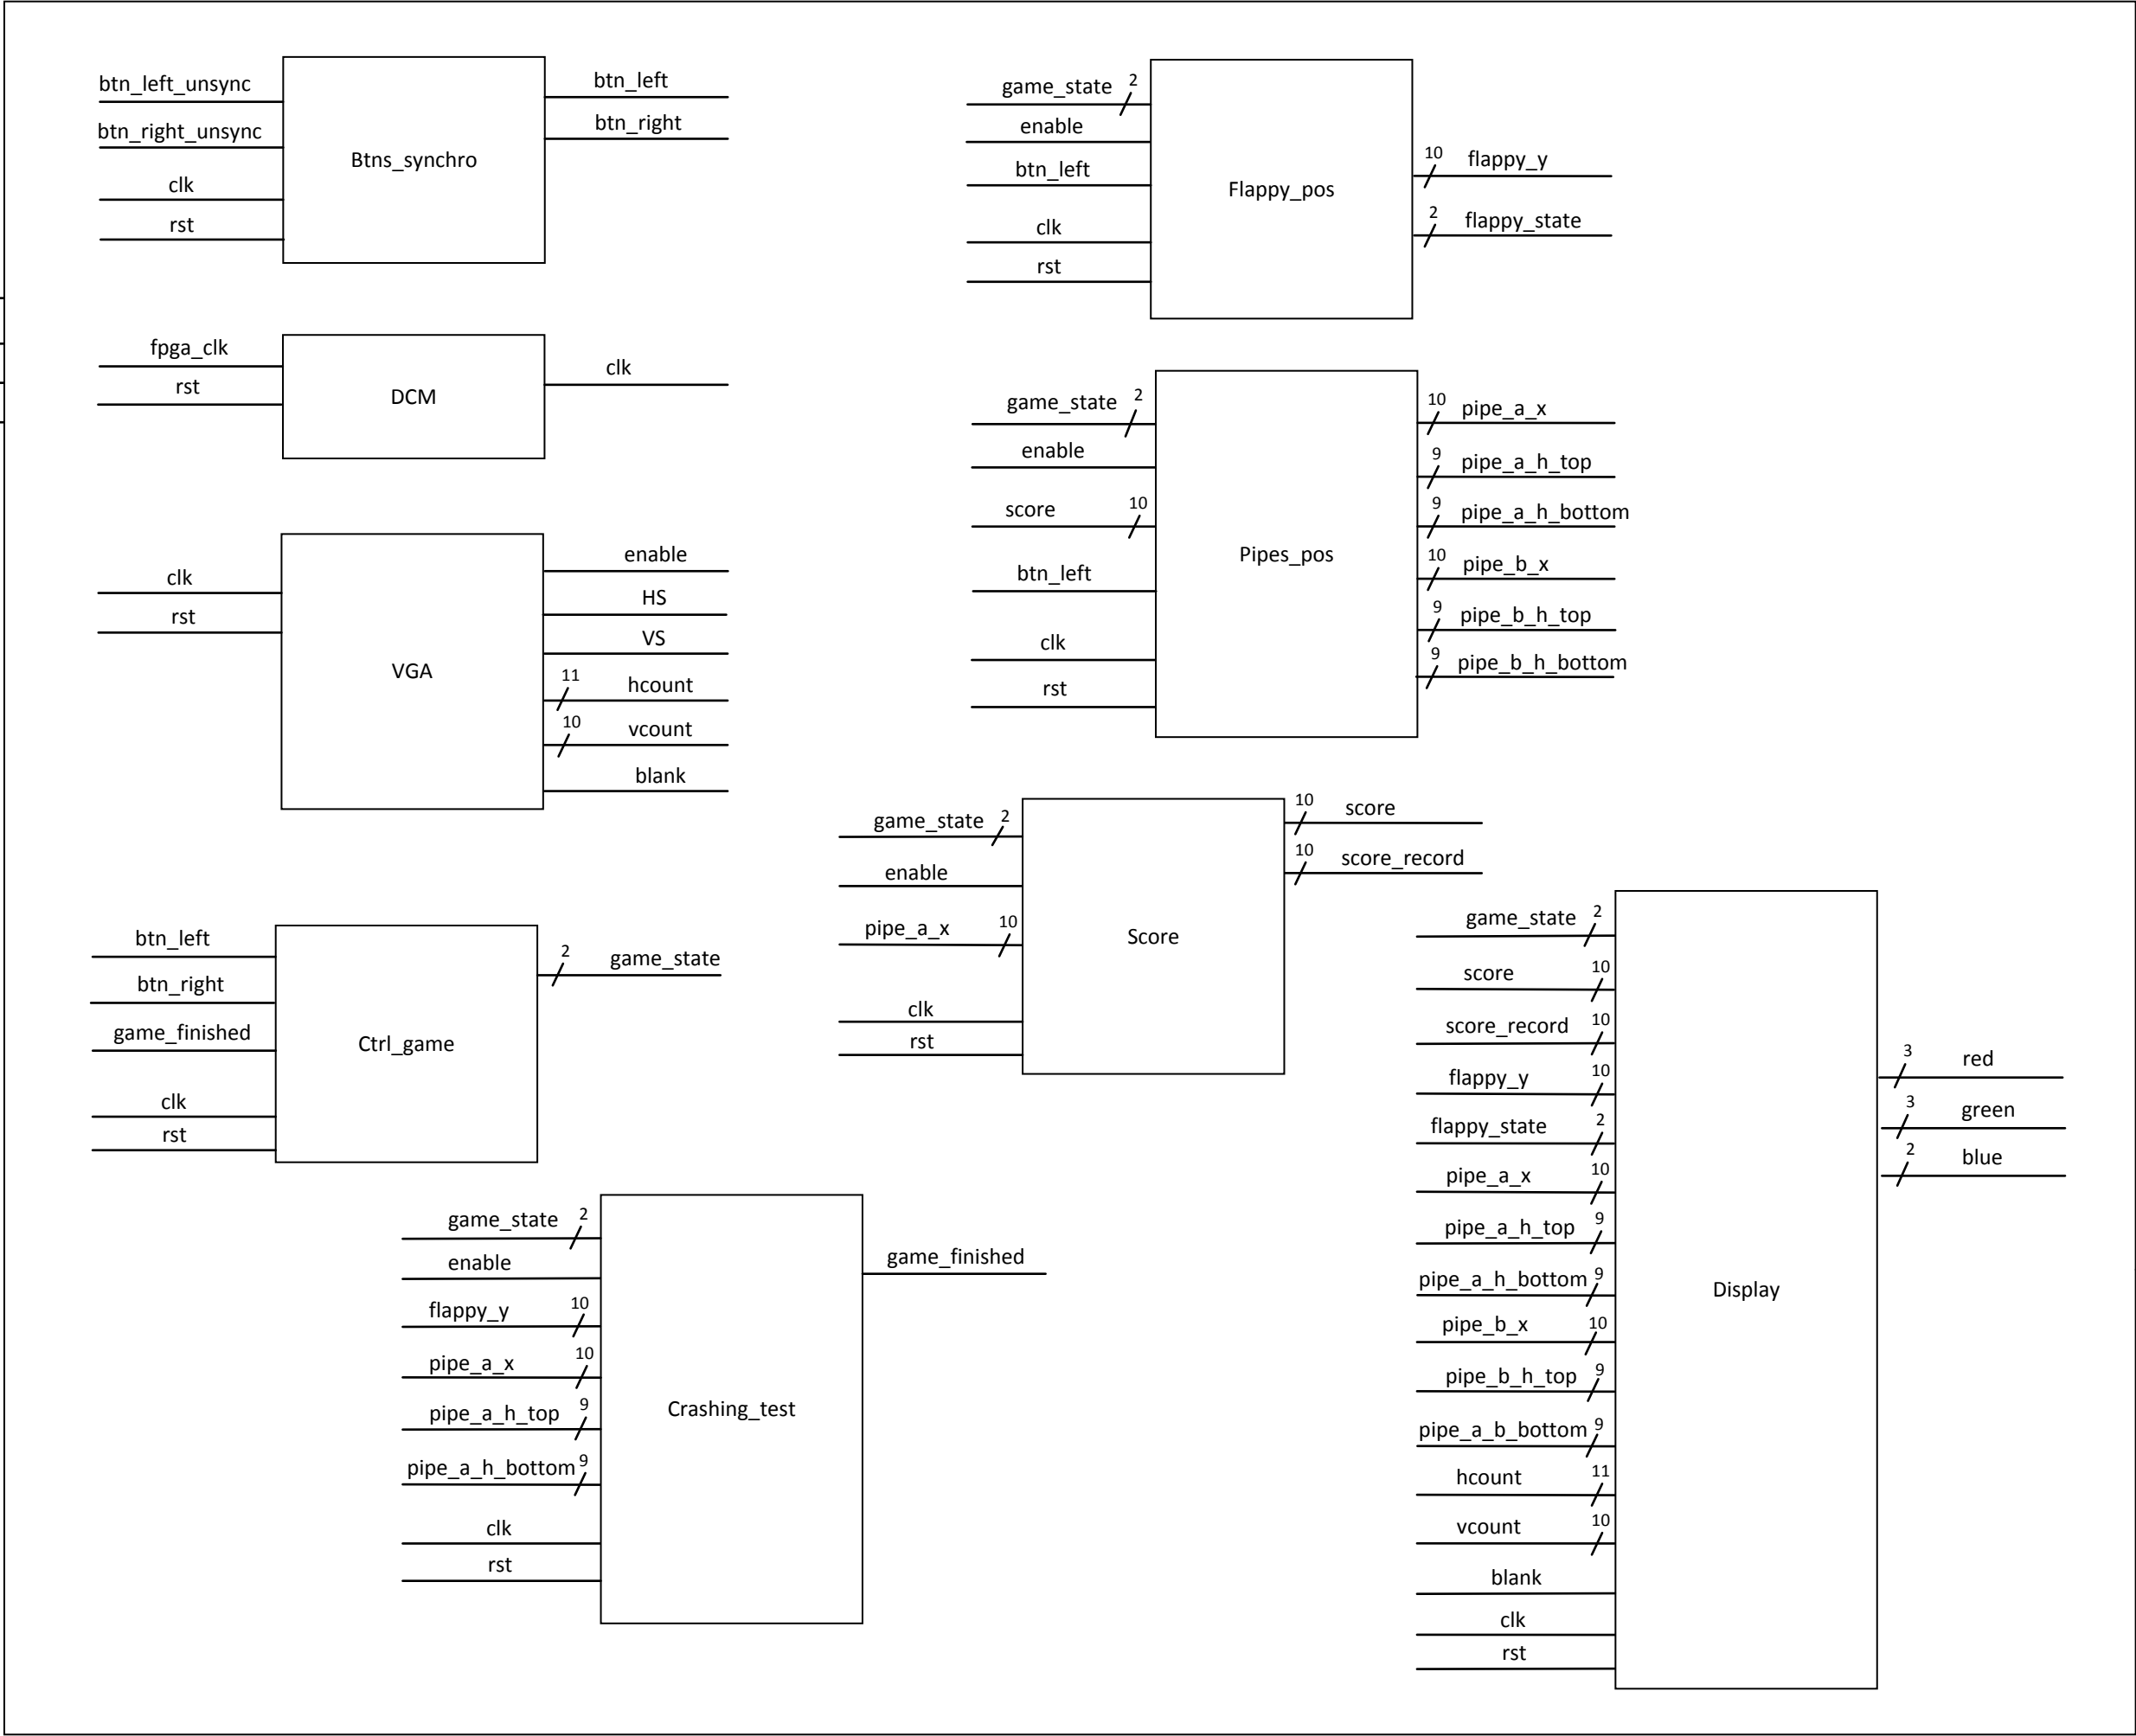 btn_left_unsync
btn_right_unsync
clk
rst
Btns_synchro
btn_left
btn_right
fpga_clk
rst
DCM
clk
clk
rst
VGA
enable
HS
VS
11
hcount
10
vcount
blank
btn_left
btn_right
game_finished
clk
rst
Ctrl_game
2
game_state
game_state 2
enable
flappy_y 10
pipe_a_x 10
pipe_a_h_top 9
pipe_a_h_bottom 9
clk
rst
Crashing_test
game_finished
game_state 2
enable
btn_left
clk
rst
Flappy_pos
10 flappy_y
2 flappy_state
game_state 2
enable
score 10
btn_left
clk
rst
Pipes_pos
10 pipe_a_x
9 pipe_a_h_top
9 pipe_a_h_bottom
10 pipe_b_x
9 pipe_b_h_top
9 pipe_b_h_bottom
game_state 2
enable
pipe_a_x 10
clk
rst
Score
10 score
10 score_record
game_state 2
score 10
score_record 10
flappy_y 10
flappy_state 2
pipe_a_x 10
pipe_a_h_top 9
pipe_a_h_bottom 9
pipe_b_x 10
pipe_b_h_top 9
pipe_a_b_bottom 9
hcount 11
vcount 10
blank
clk
rst
Display
3 red
3 green
2 blue